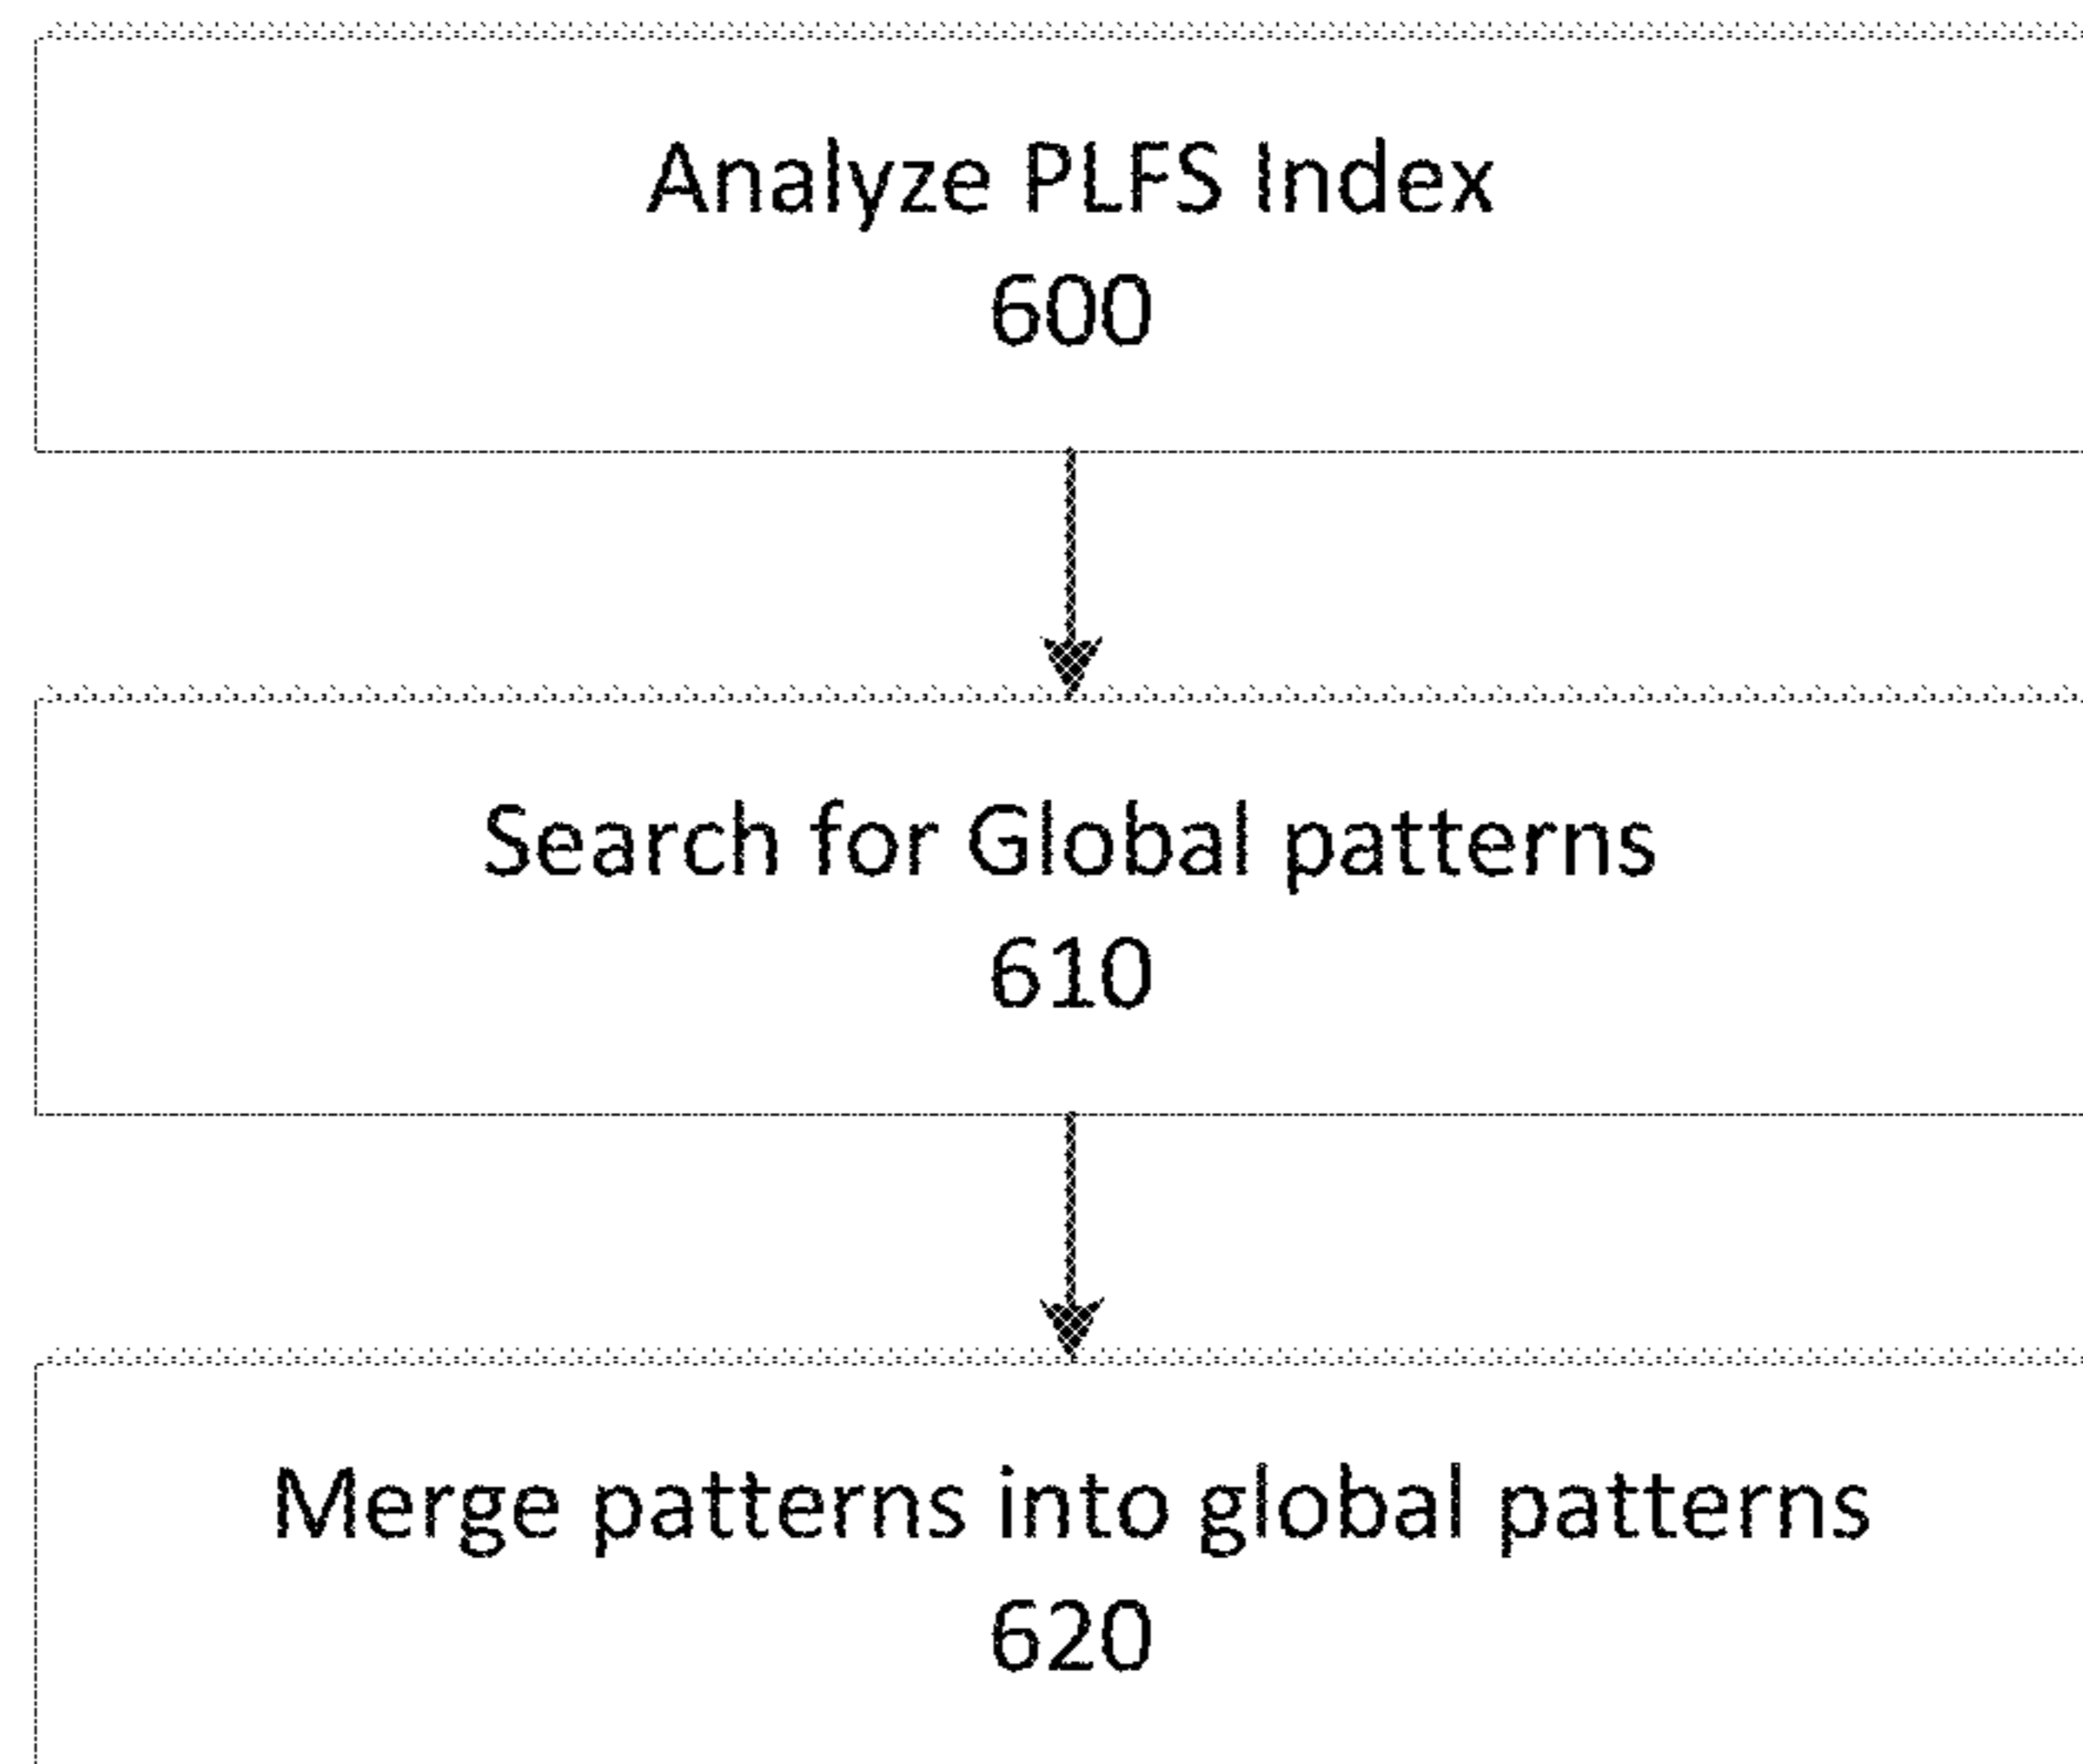 Analyze PLFS Index
600
Search for Global patterns
610
Merge patterns into global patterns
620